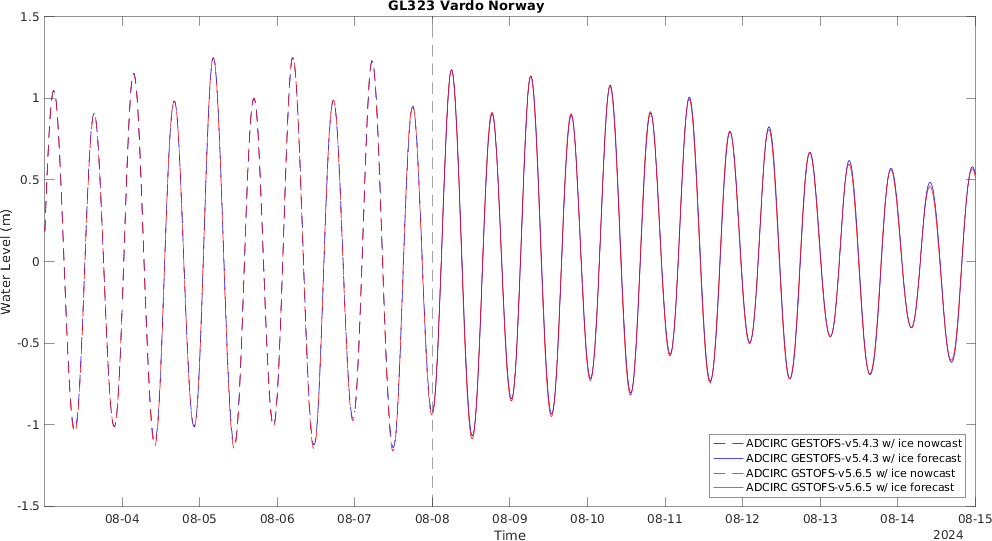 GL323 Vardo Norway
1.5
1
0.5
0
-0.5
-1
-1.5
Water Level (m)
ADCIRC GESTOFS-v5.4.3 w/ ice nowcast
ADCIRC GESTOFS-v5.4.3 w/ ice forecast
ADCIRC GSTOFS-v5.6.5 w/ ice nowcast
ADCIRC GSTOFS-v5.6.5 w/ ice forecast
08-04 08-05 08-06 08-07 08-08 08-09 08-10 08-11 08-12 08-13 08-14 08-15
Time
2024